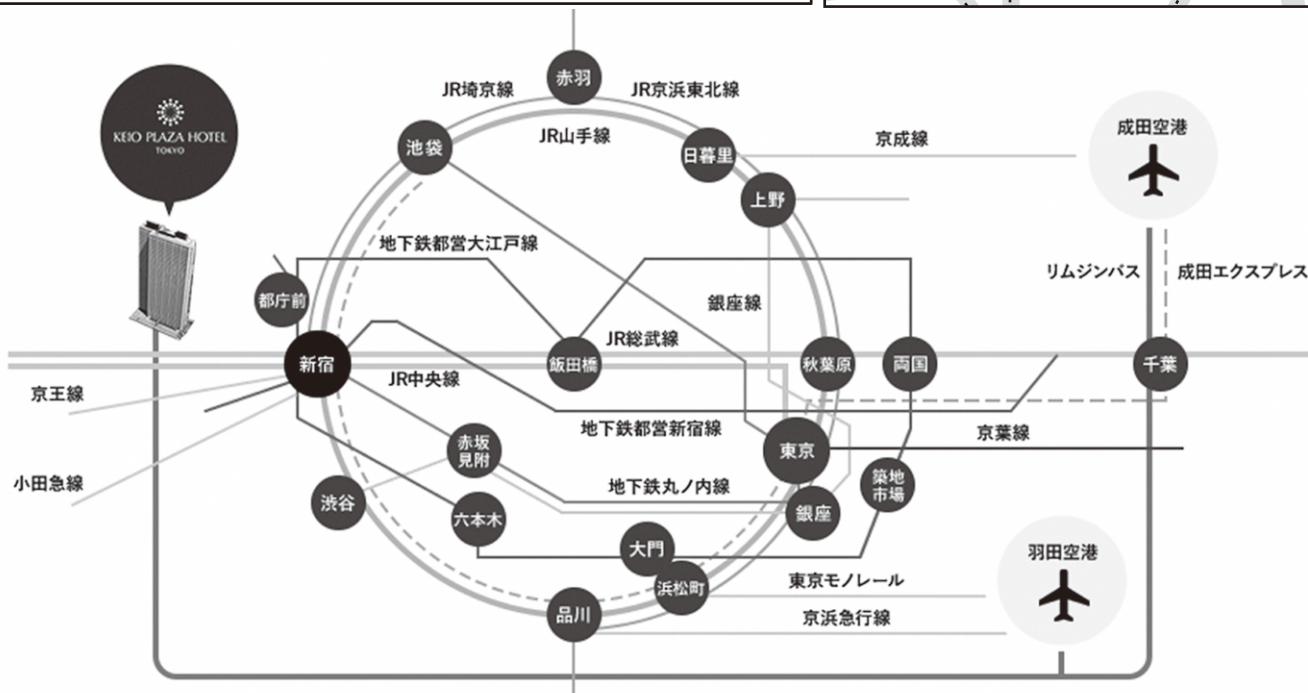 赤羽
JR埼京線
JR京浜東北線
KEIO PLAZA HOTEL
TOKYO
JR山手線
池袋
日暮里
京成線
成田空港
上野
地下鉄都営大江戸線
リムジンバス
成田エクスプレス
都庁前
銀座線
JR総武線
新宿
飯田橋
秋葉原
両国
千葉
JR中央線
京王線
地下鉄都営新宿線
京葉線
赤坂
見附
東京
小田急線
地下鉄丸ノ内線
築地
市場
渋谷
六本木
銀座
大門
羽田空港
浜松町
東京モノレール
品川
京浜急行線